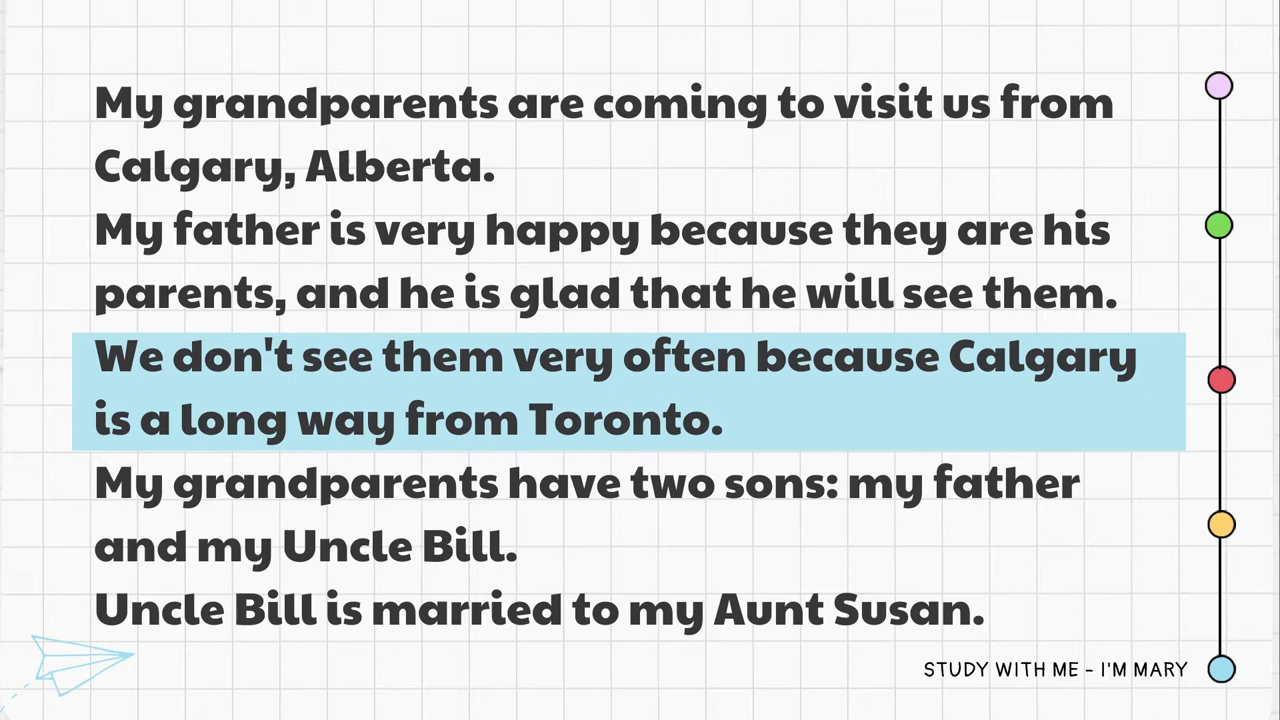 My grandparents are coming to visit us from
Calgary, Alberta.
My father is very happy because they are his
parents, and he is glad that he will see them.
We don't see them very often because Calgary
is a long way from Toronto.
My grandparents have two sons: my father
and my Uncle Bill.
Uncle Bill is married to my Aunt Susan.
STUDY WITH ME - I'M MARY